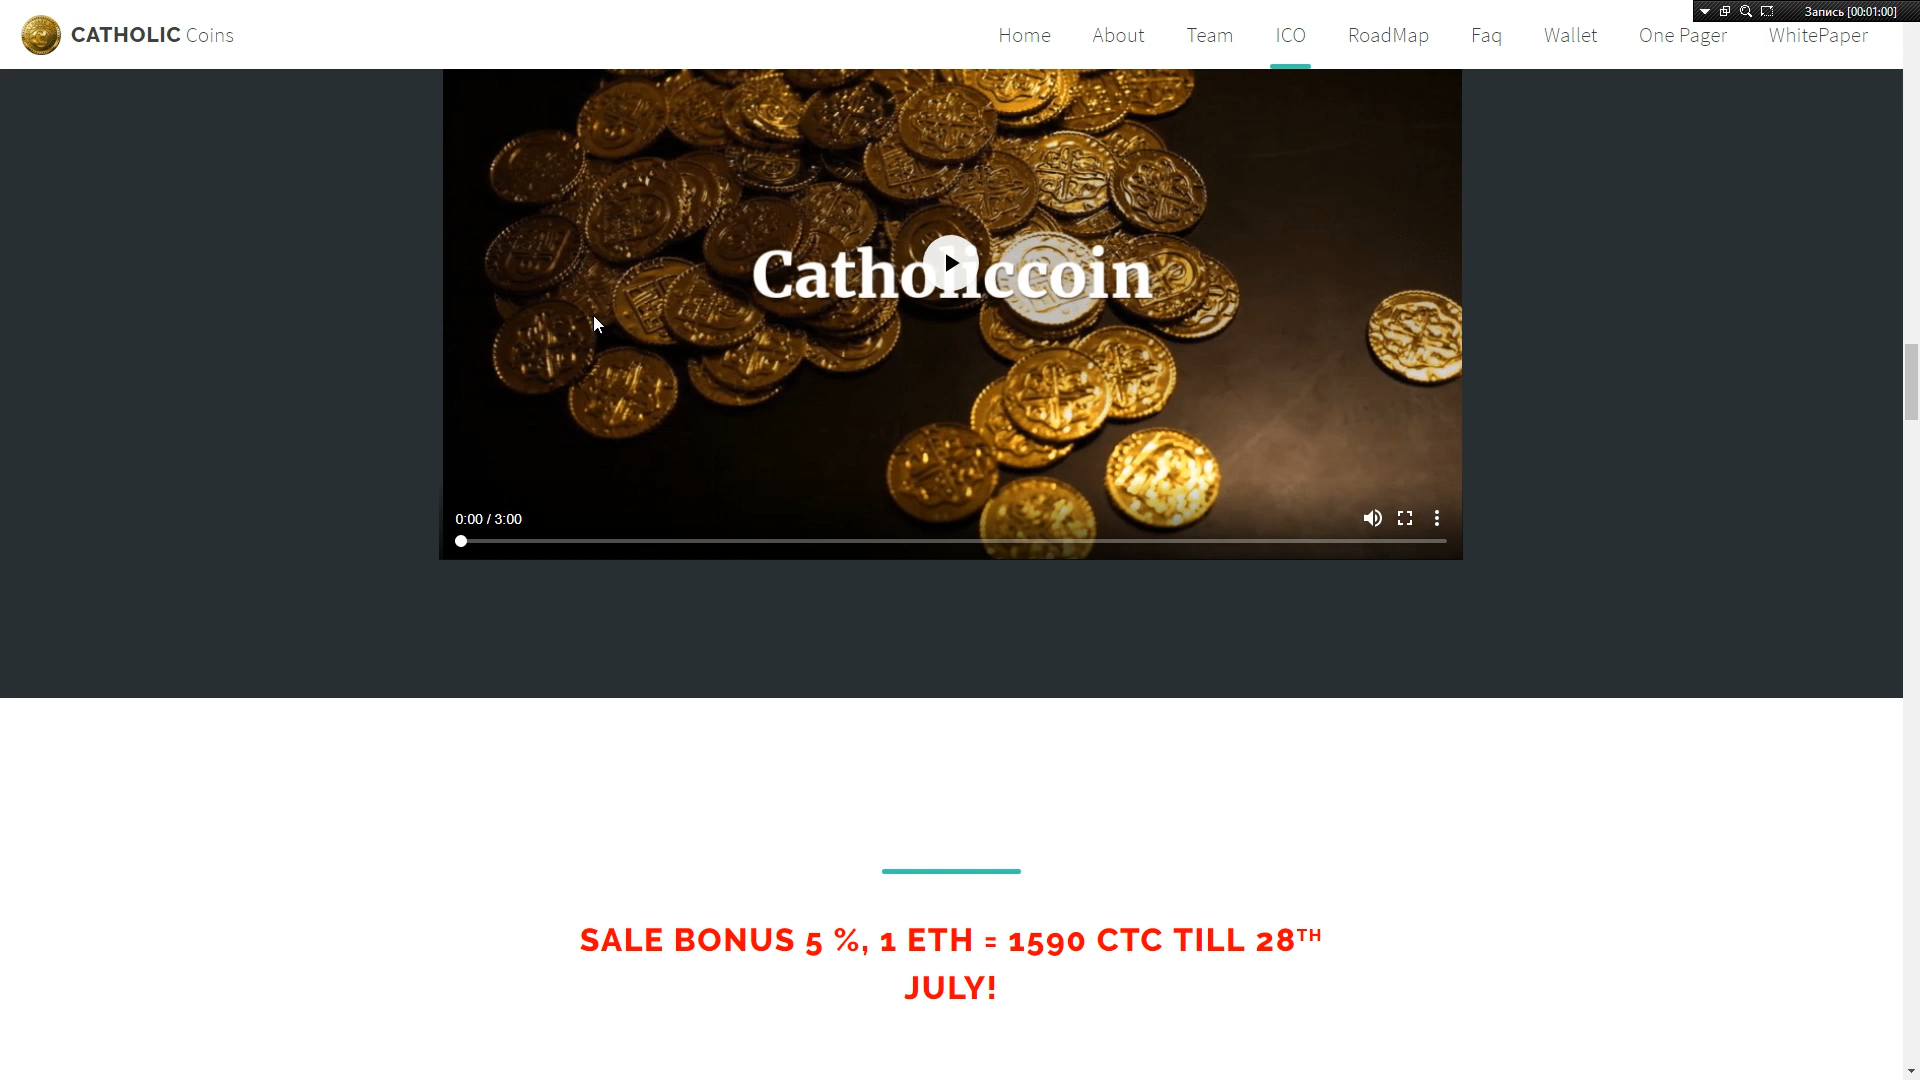 CATHOLIC Coins
Home About Team ICO RoadMap Faq Wallet One Pager WhitePaper
Запись [00:01:00]
Catholiccoin
0:00 / 3:00
SALE BONUS 5 %, 1 ETH = 1590 CTC TILL 28TH
JULY!